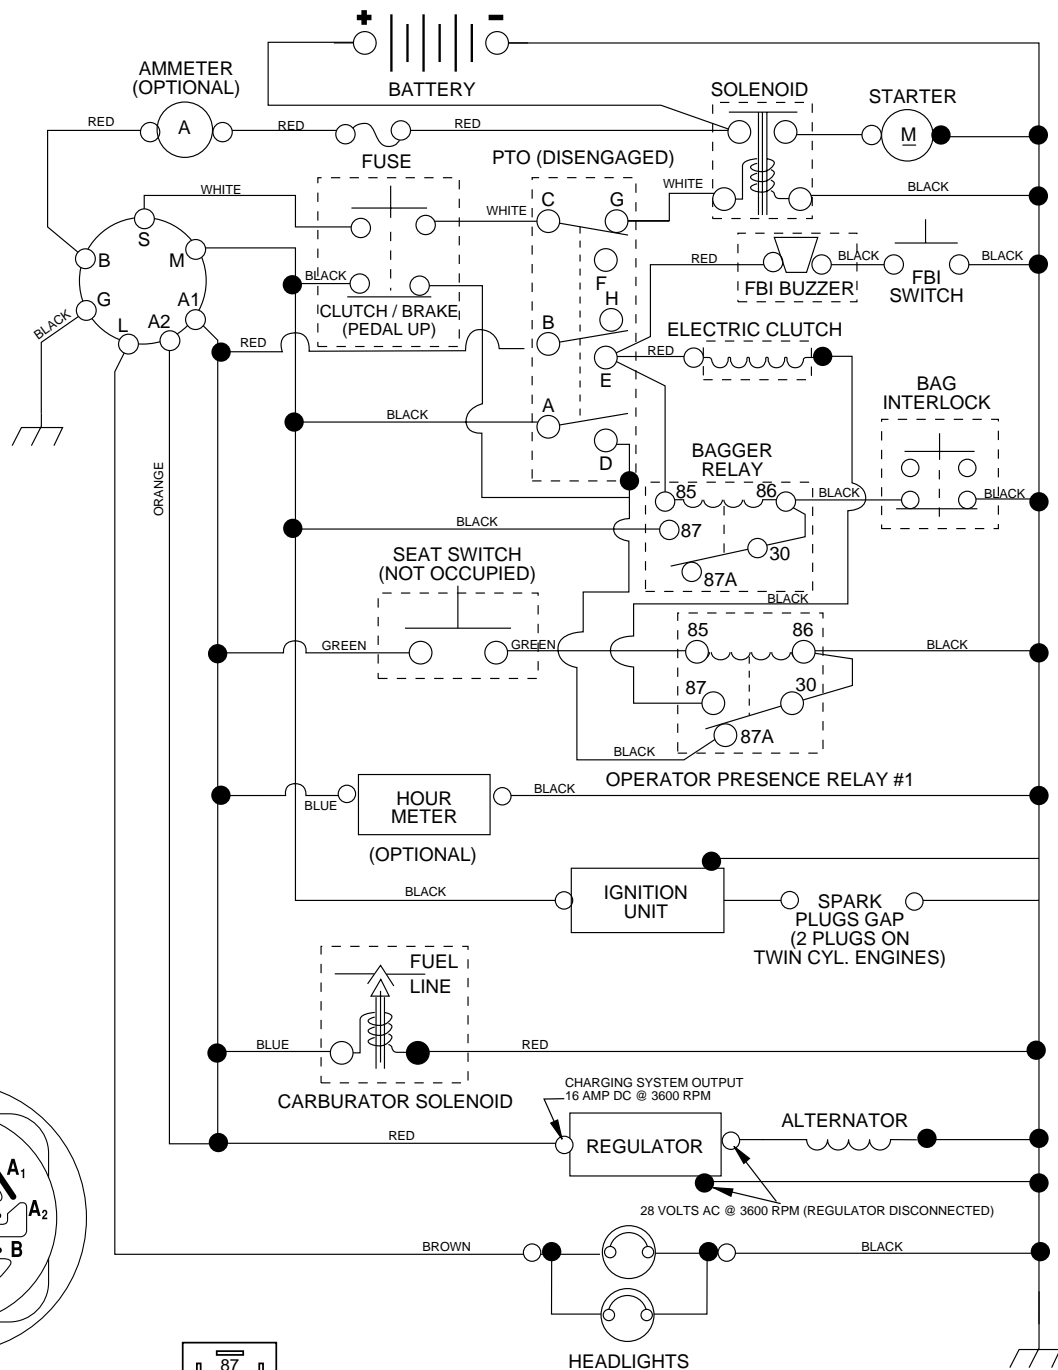 + -
BATTERY
AMMETER
(OPTIONAL)
SOLENOID
STARTER
RED
A
RED
RED
M
FUSE
PTO (DISENGAGED)
WHITE
WHITE
WHITE
BLACK
C
G
S
B
M
BLACK
CLUTCH / BRAKE
(PEDAL UP)
F
H
RED
BLACK
BLACK
FBI BUZZER
FBI
SWITCH
G
L
A2
A1
BLACK
RED
B
E
RED
ELECTRIC CLUTCH
BAG
INTERLOCK
BLACK
A
D
BAGGER
RELAY
85
86
BLACK
BLACK
ORANGE
BLACK
87
30
87A
BLACK
SEAT SWITCH
(NOT OCCUPIED)
GREEN
GREEN
85
86
BLACK
87
30
87A
BLACK
OPERATOR PRESENCE RELAY #1
BLUE
HOUR
METER
BLACK
(OPTIONAL)
BLACK
IGNITION
UNIT
SPARK
PLUGS GAP
(2 PLUGS ON
TWIN CYL. ENGINES)
FUEL
LINE
BLUE
RED
CARBURATOR SOLENOID
CHARGING SYSTEM OUTPUT
16 AMP DC @ 3600 RPM
RED
REGULATOR
ALTERNATOR
28 VOLTS AC @ 3600 RPM (REGULATOR DISCONNECTED)
A1
A2
B
BROWN
BLACK
HEADLIGHTS
87